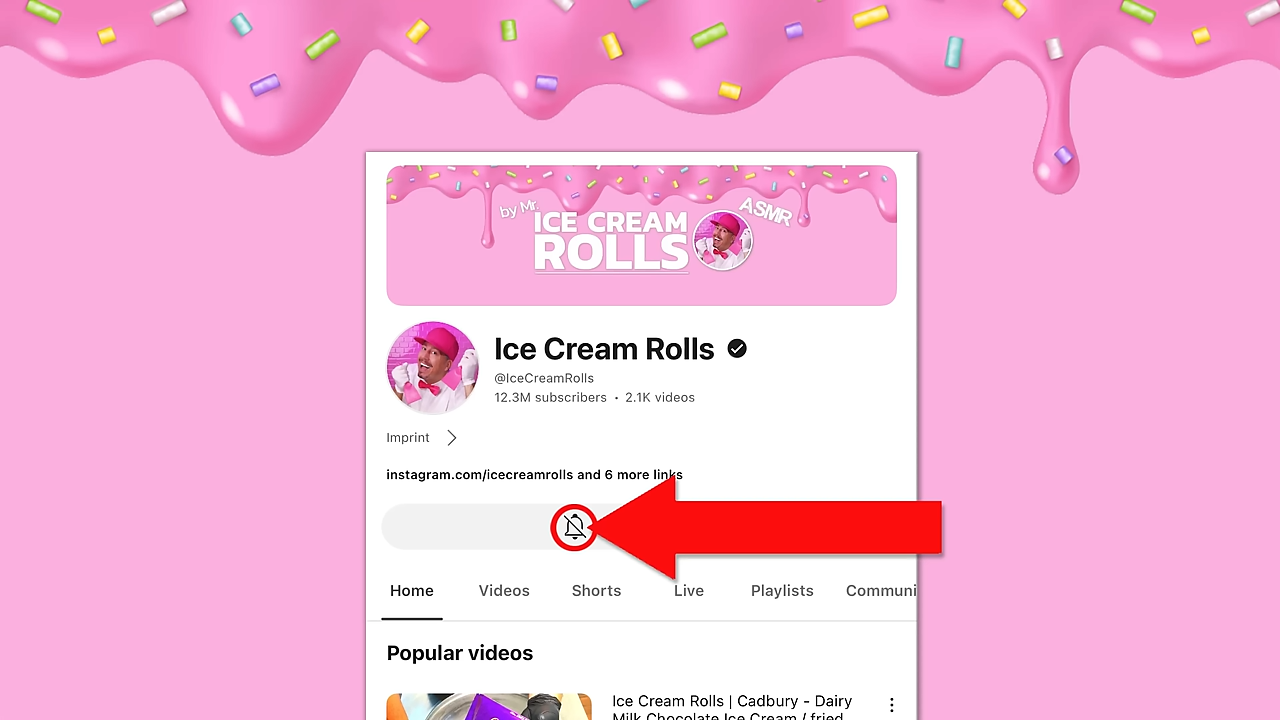 by Mr.
ICE CREAM
ROLLS
ASMR
Ice Cream Rolls
@IceCreamRolls
12.3M subscribers • 2.1K videos
Imprint
instagram.com/icecreamrolls and 6 more links
Home Videos Shorts Live Playlists Communi
Popular videos
Ice Cream Rolls | Cadbury - Dairy
Milk Chocolate Ice Cream / fried